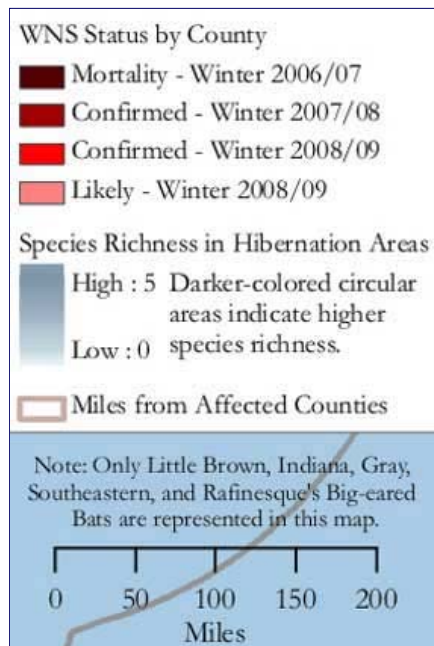 WNS Status by County
Mortality - Winter 2006/07
Confirmed - Winter 2007/08
Confirmed - Winter 2008/09
Likely - Winter 2008/09
Species Richness in Hibernation Areas
High : 5 Darker-colored circular
areas indicate higher
Low : 0 species richness.
Miles from Affected Counties
Note: Only Little Brown, Indiana, Gray,
Southeastern, and Rafinesque's Big-eared
Bats are represented in this map.
0 50 100 150 200
Miles